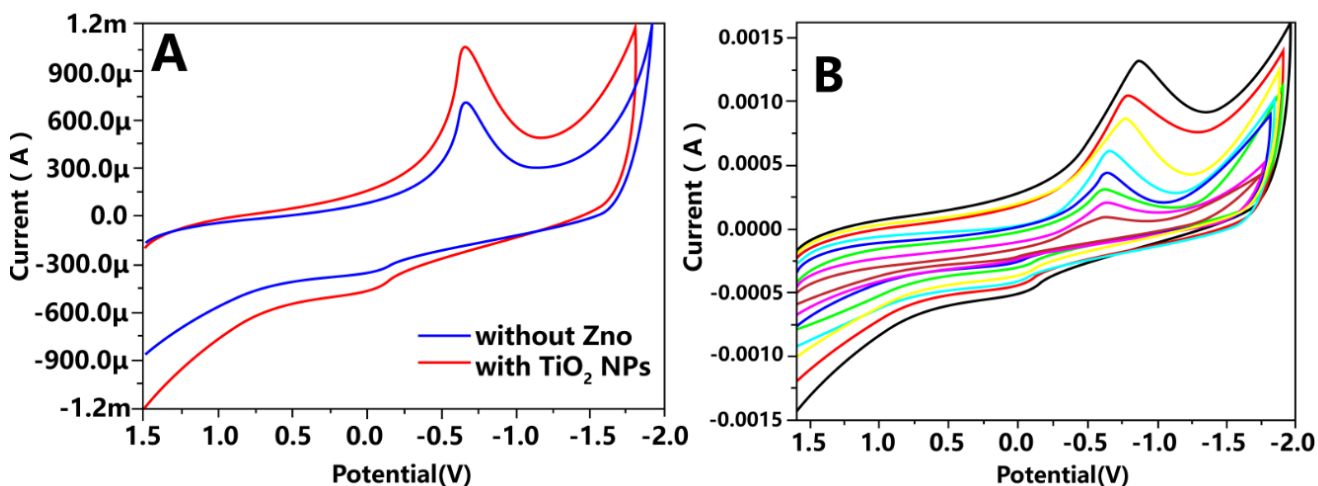 A
1.2m
900.0µ
600.0µ
300.0µ
0.0
-300.0µ
-600.0µ
-900.0µ
-1.2m
Current ( A )
without Zno
with TiO₂ NPs
1.5 1.0 0.5 0.0 -0.5 -1.0 -1.5 -2.0
Potential(V)
B
0.0015
0.0010
0.0005
0.0000
-0.0005
-0.0010
-0.0015
Current ( A )
1.5 1.0 0.5 0.0 -0.5 -1.0 -1.5 -2.0
Potential(V)